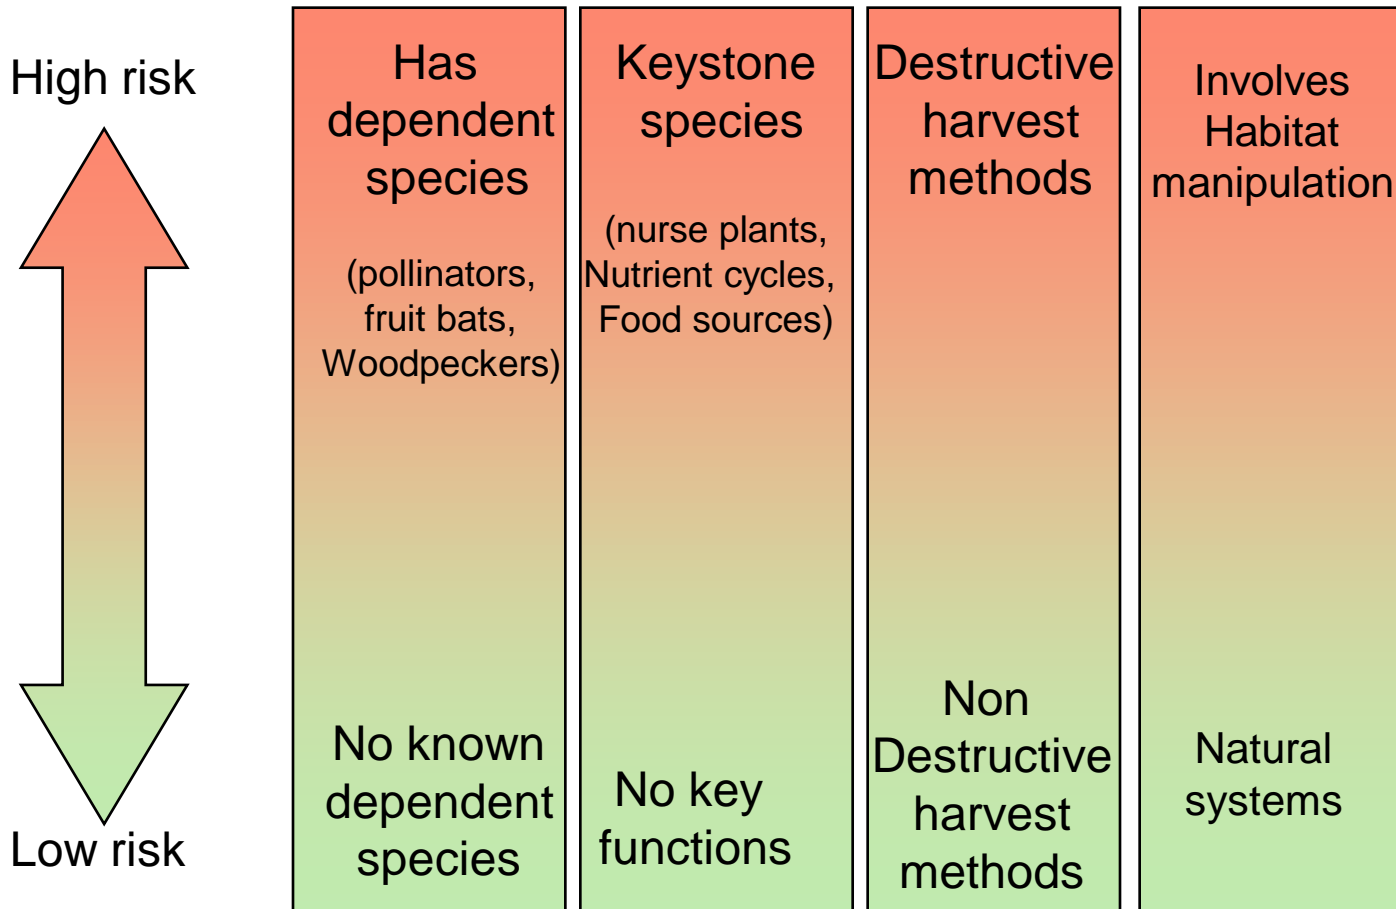 High risk
Low risk
Has
dependent
species
(pollinators,
fruit bats,
Woodpeckers)
No known
dependent
species
Keystone
species
(nurse plants,
Nutrient cycles,
Food sources)
No key
functions
Destructive
harvest
methods
Non
Destructive
harvest
methods
Involves
Habitat
manipulation
Natural
systems